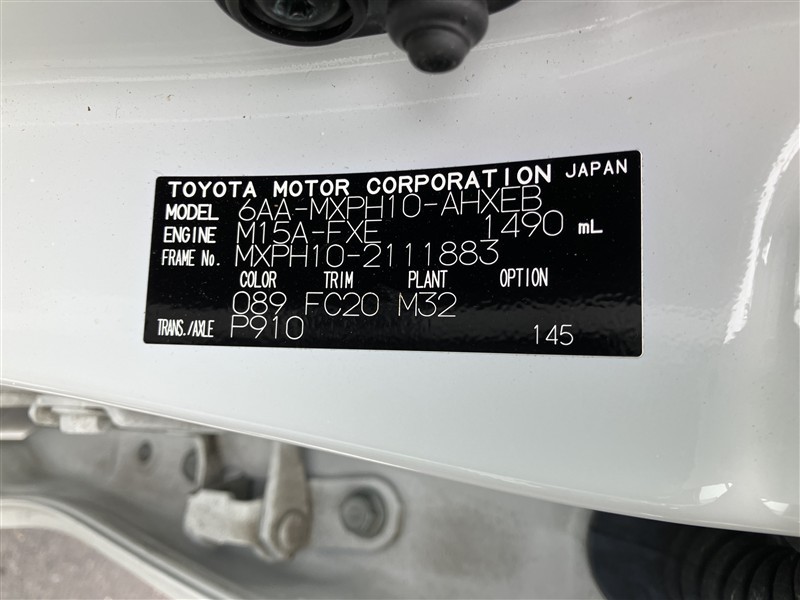 TOYOTA MOTOR CORPORATION JAPAN
MODEL 6AA-MXPH10-AHXEB
ENGINE M15A-FXE 1490 mL
FRAME No. MXPH10-2111883
COLOR TRIM PLANT OPTION
089 FC20 M32
TRANS./AXLE P910 145